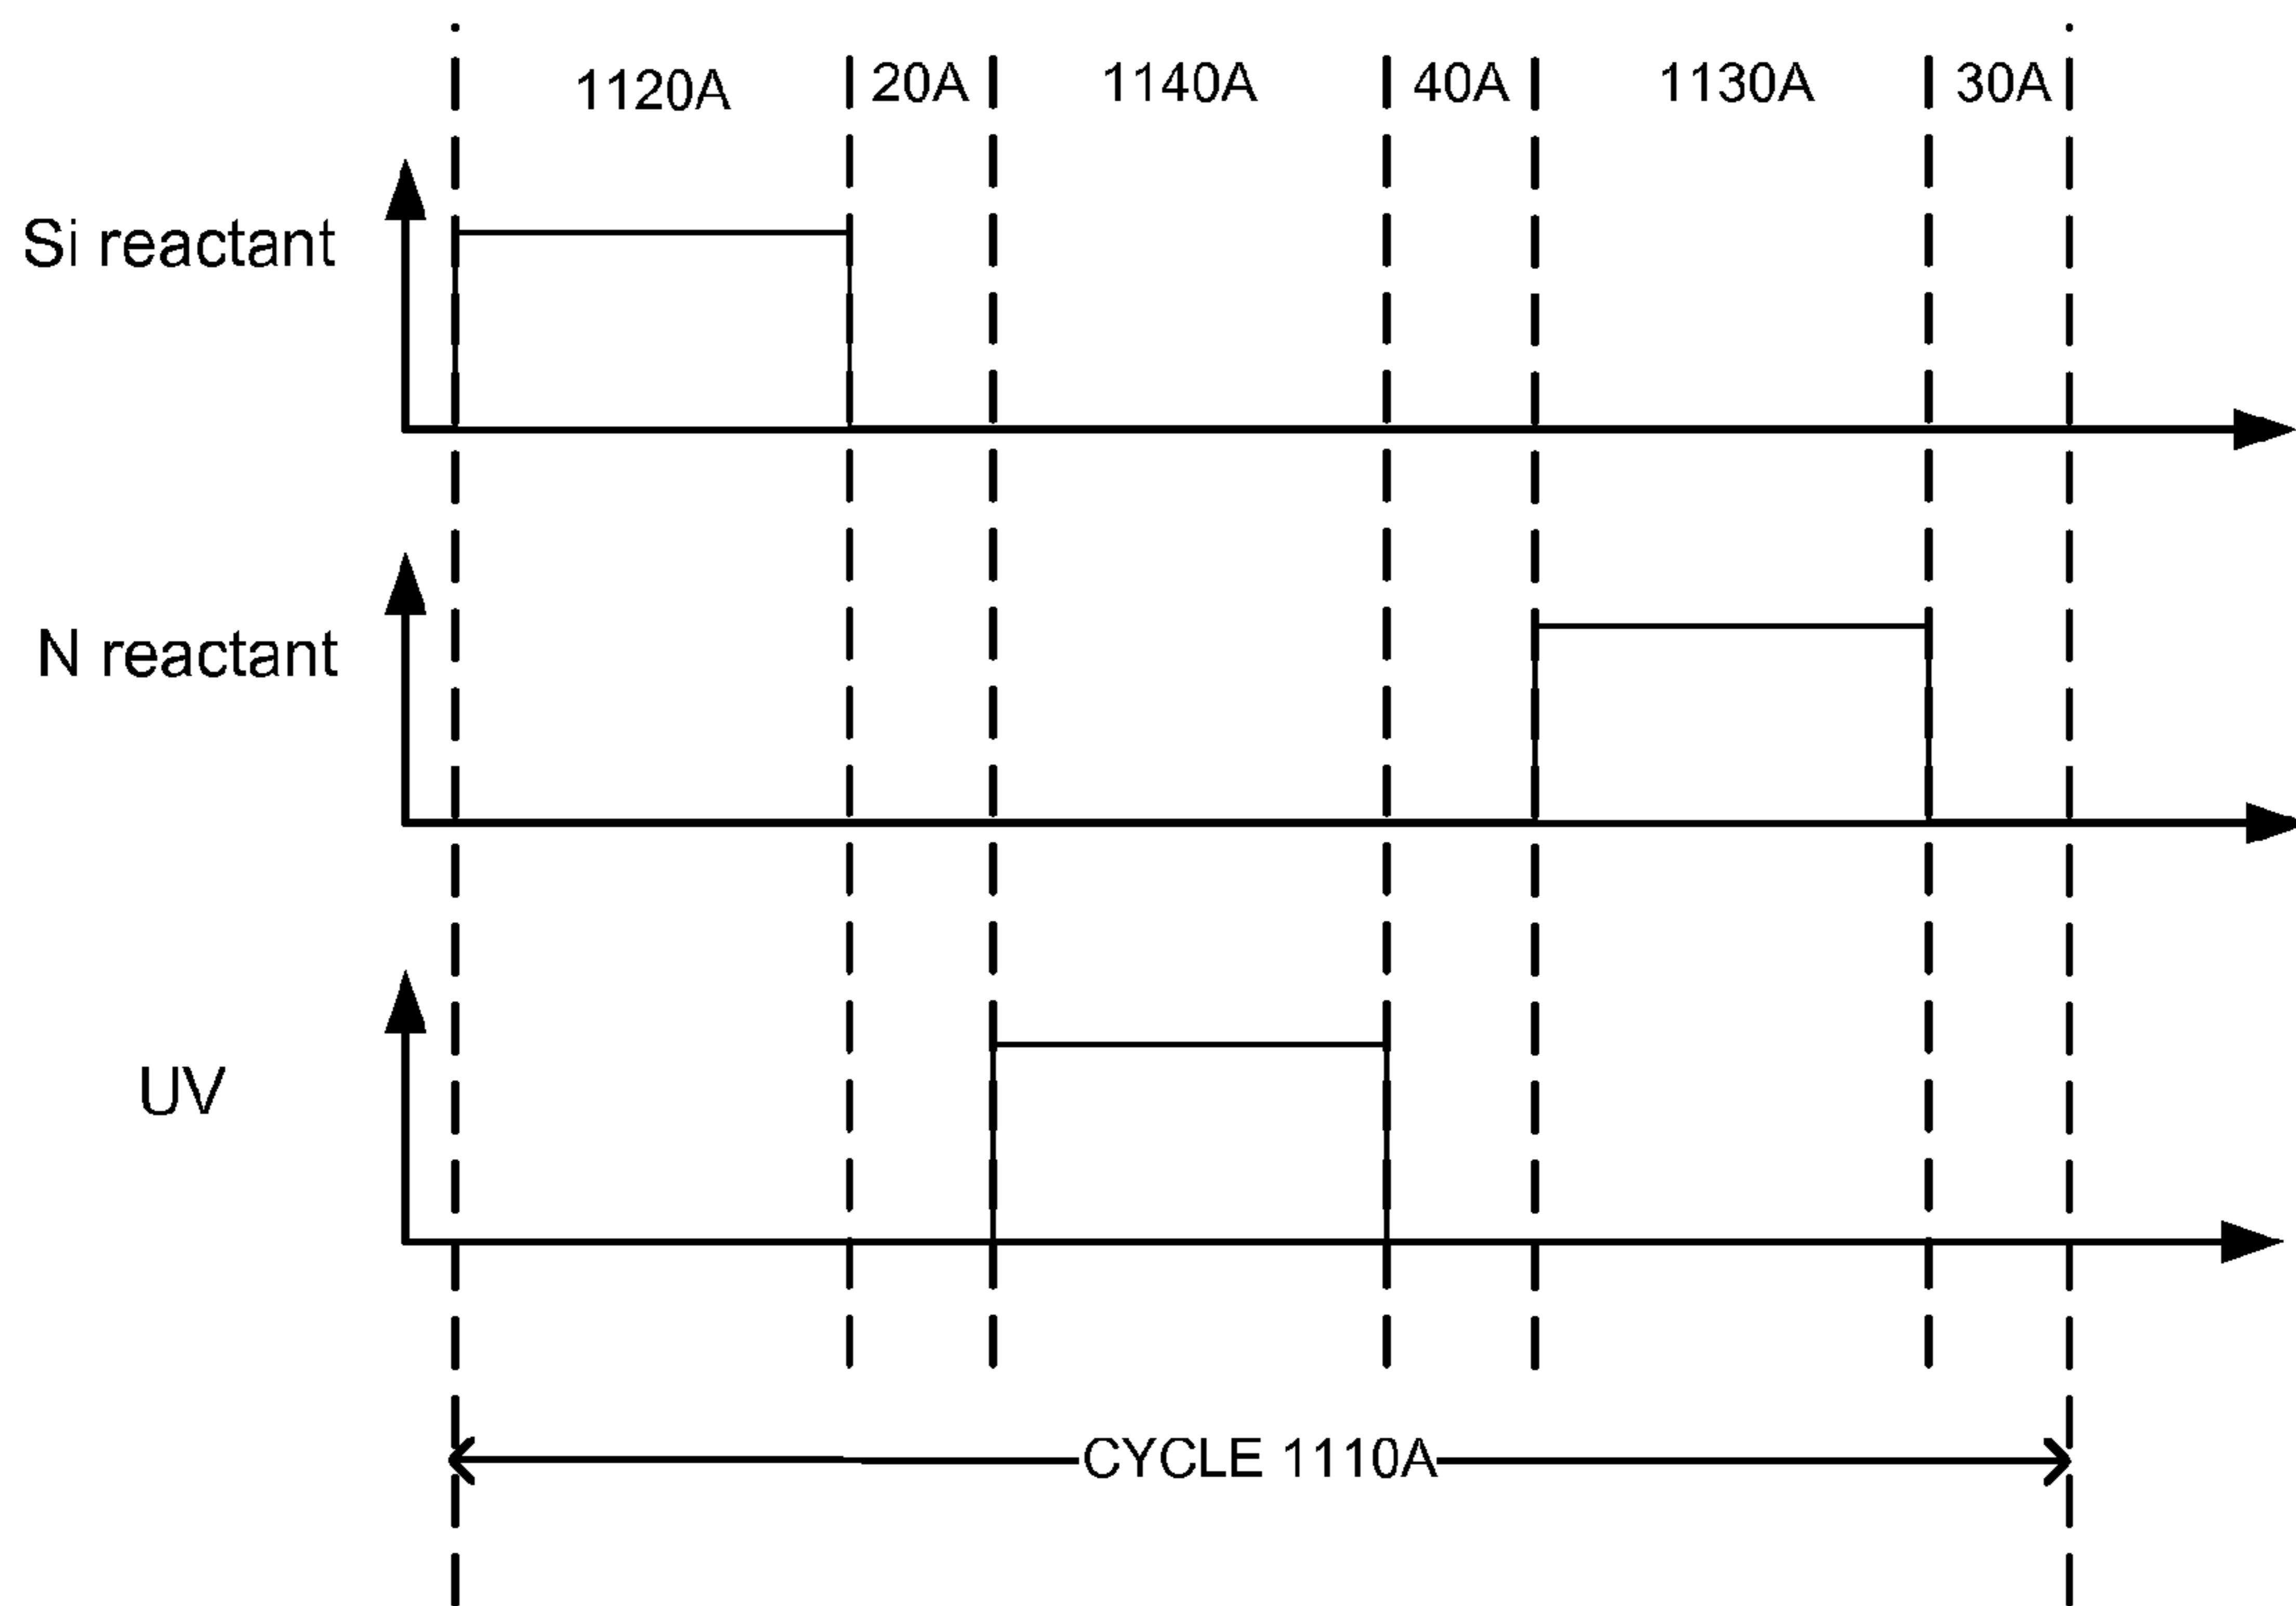 1120A 20A 1140A 40A 1130A 30A
Si reactant
N reactant
UV
CYCLE 1110A